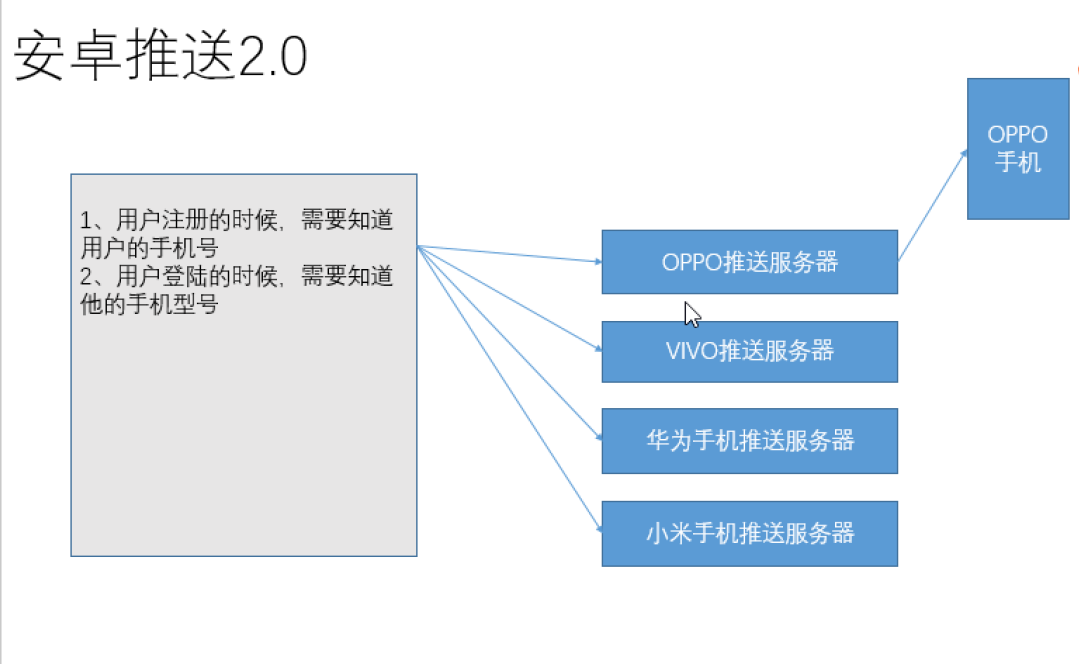 安卓推送2.0
OPPO
手机
1、用户注册的时候，需要知道
用户的手机号
2、用户登陆的时候，需要知道
他的手机型号
OPPO推送服务器
VIVO推送服务器
华为手机推送服务器
小米手机推送服务器